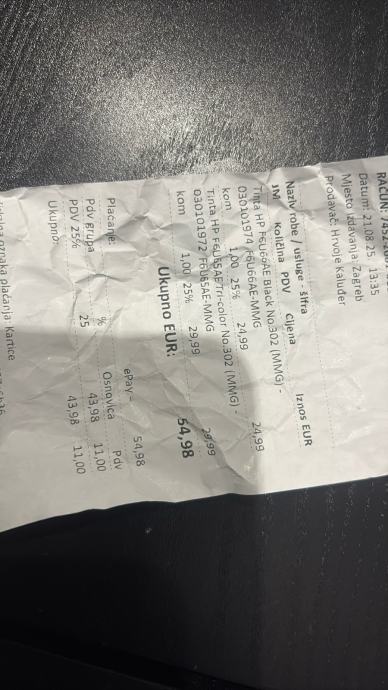 RAČUN
Datum: 21.08.25 13:35
Mjesto izdavanja: Zagreb
Prodavač: Hrvoje Kaluđer
Naziv robe / usluge - šifra
JM Količina PDV Cijena Iznos EUR
Tinta HP F6U66AE Black No.302 (MMG) -
030101974 F6U66AE-MMG
kom 1,00 25% 24,99 24,99
Tinta HP F6U65AE Tri-color No.302 (MMG) -
030101972 F6U65AE-MMG
kom 1,00 25% 29,99 29,99
Ukupno EUR: 54,98
Plaćanje: ePay - 54,98
Pdv grupa % Osnovica Pdv
PDV 25% 25 43,98 11,00
Ukupno: 43,98 11,00
oznaka plaćanja: Kartice